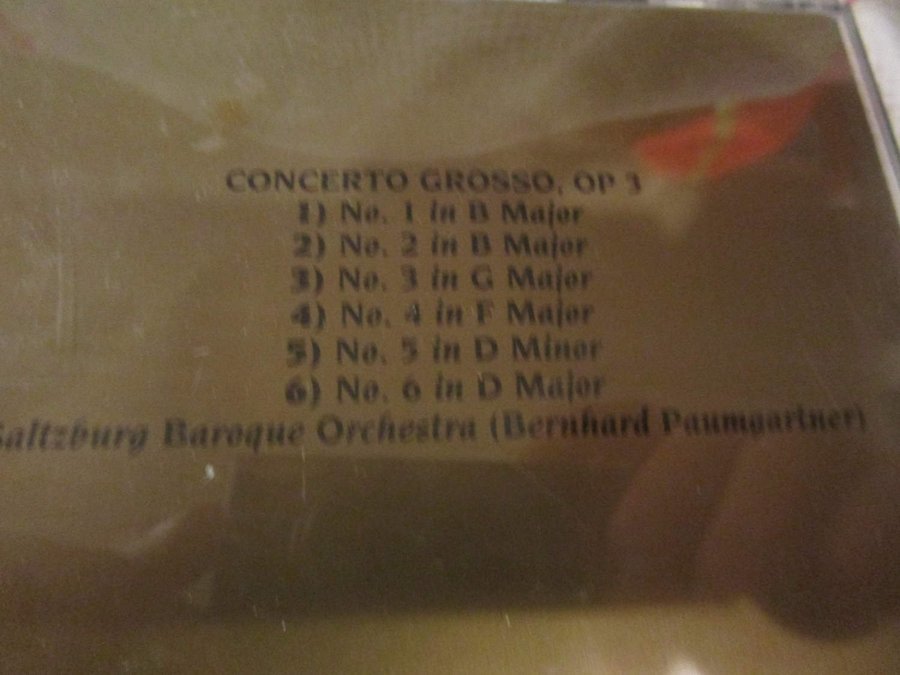 CONCERTO GROSSO, OP 3
1) No. 1 in B Major
2) No. 2 in B Major
3) No. 3 in G Major
4) No. 4 in F Major
5) No. 5 in D Minor
6) No. 6 in D Major
Saltzburg Baroque Orchestra (Bernhard Paumgartner)